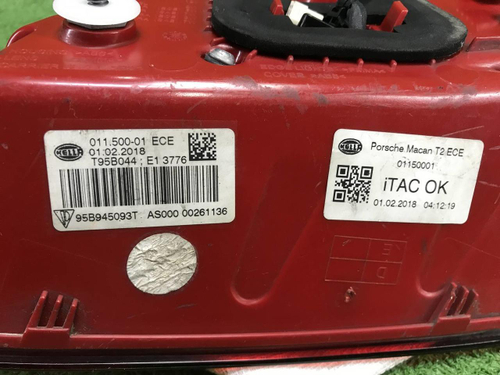 HELLA
011.500-01 ECE
01.02.2018
T95B044 ; E1 3776
95B945093T AS000 00261136
HELLA
Porsche Macan T2 ECE
01150001
iTAC OK
01.02.2018 04:12:19